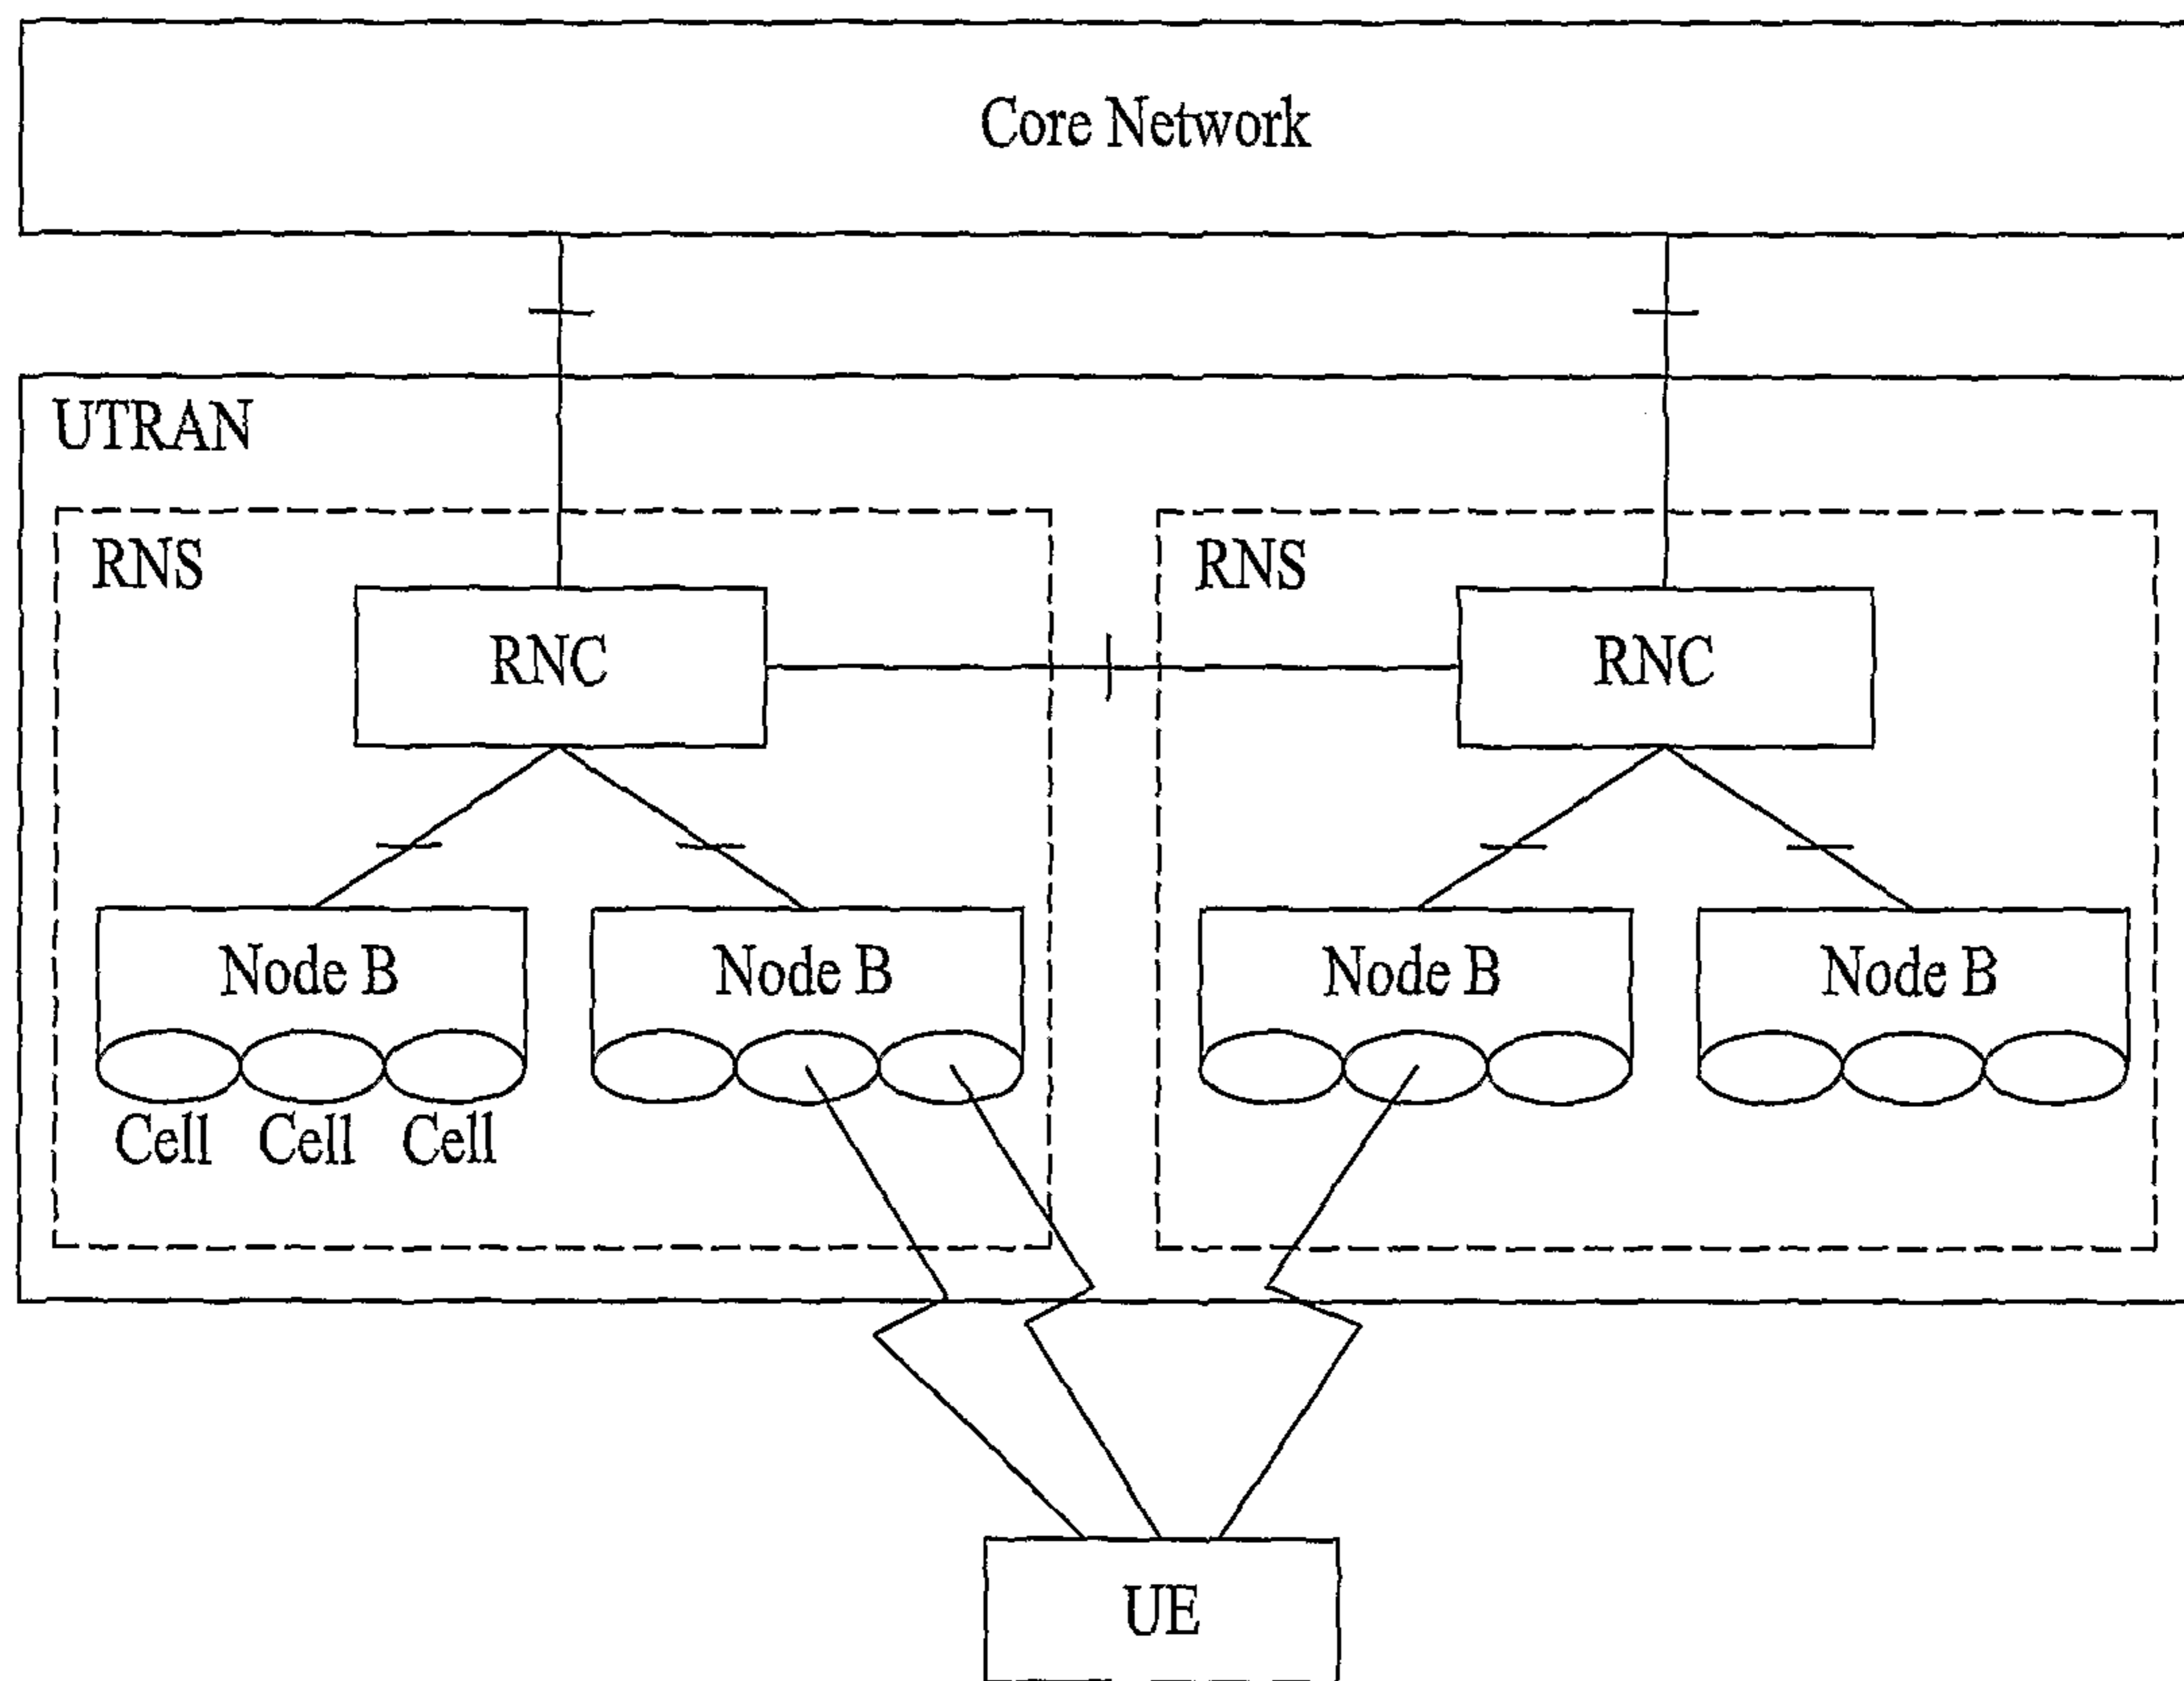 Core Network
UTRAN
RNS
RNS
RNC
RNC
Node B
Node B
Node B
Node B
Cell Cell Cell
UE